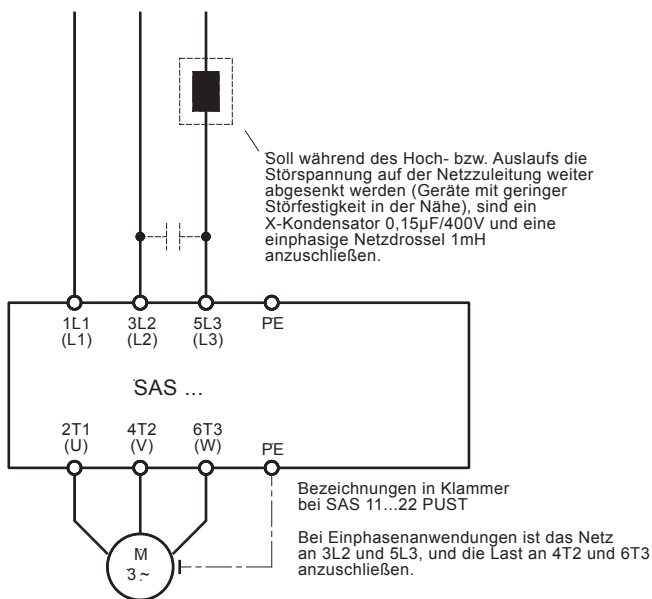 Soll während des Hoch- bzw. Auslaufs die
Störspannung auf der Netzzuleitung weiter
abgesenkt werden (Geräte mit geringer
Störfestigkeit in der Nähe), sind ein
X-Kondensator 0,15µF/400V und eine
einphasige Netzdrossel 1mH
anzuschließen.
1L1 3L2 5L3 PE
(L1) (L2) (L3)
SAS ...
2T1 4T2 6T3
(U) (V) (W) PE
Bezeichnungen in Klammer
bei SAS 11...22 PUST
Bei Einphasenanwendungen ist das Netz
an 3L2 und 5L3, und die Last an 4T2 und 6T3
anzuschließen.
M
3 ~